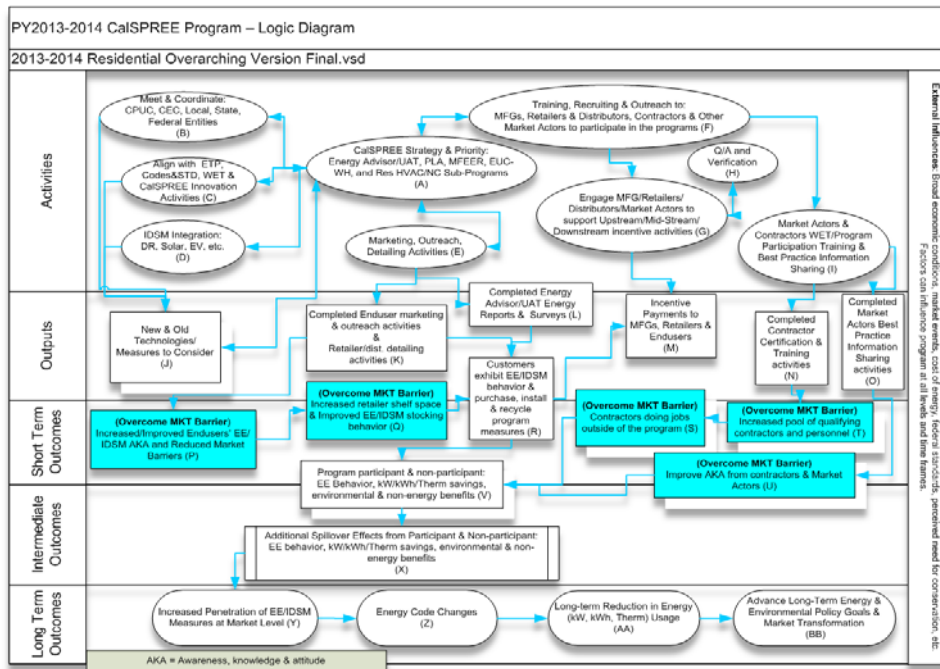 PY2013-2014 CalSPREE Program – Logic Diagram
2013-2014 Residential Overarching Version Final.vsd
Activities
Meet & Coordinate:
CPUC, CEC, Local, State,
Federal Entities
(B)
Training, Recruiting & Outreach to:
MFGs, Retailers & Distributors, Contractors & Other
Market Actors to participate in the programs (F)
CalSPREE Strategy & Priority:
Energy Advisor/UAT, PLA, MFEER, EUC-
WH, and Res HVAC/NC Sub-Programs
(A)
Q/A and
Verification
(H)
Align with ETP,
Codes&STD, WET &
CalSPREE Innovation
Activities (C)
Engage MFG/Retailers/
Distributors/Market Actors to
support Upstream/Mid-Stream/
Downstream incentive activities (G)
IDSM Integration:
DR, Solar, EV, etc.
(D)
Marketing, Outreach,
Detailing Activities (E)
Market Actors &
Contractors WET/Program
Participation Training &
Best Practice Information
Sharing (I)
Outputs
New & Old
Technologies/
Measures to Consider
(J)
Completed Enduser marketing
& outreach activities
&
Retailer/dist. detailing
activities (K)
Completed Energy
Advisor/UAT Energy
Reports & Surveys (L)
Incentive
Payments to
MFGs, Retailers &
Endusers
(M)
Completed
Contractor
Certification &
Training
activities
(N)
Completed
Market
Actors Best
Practice
Information
Sharing
activities
(O)
Customers
exhibit EE/IDSM
behavior &
purchase, install
& recycle
program
measures (R)
Short Term
Outcomes
(Overcome MKT Barrier)
Increased/Improved Endusers' EE/
IDSM AKA and Reduced Market
Barriers (P)
(Overcome MKT Barrier)
Increased retailer shelf space
& Improved EE/IDSM stocking
behavior (Q)
(Overcome MKT Barrier)
Contractors doing jobs
outside of the program (S)
(Overcome MKT Barrier)
Increased pool of qualifying
contractors and personnel (T)
(Overcome MKT Barrier)
Improve AKA from contractors & Market
Actors (U)
Program participant & non-participant:
EE Behavior, kW/kWh/Therm savings,
environmental & non-energy benefits (V)
Intermediate
Outcomes
Additional Spillover Effects from Participant & Non-participant:
EE behavior, kW/kWh/Therm savings, environmental & non-
energy benefits
(X)
Long Term
Outcomes
Increased Penetration of EE/IDSM
Measures at Market Level (Y)
Energy Code Changes
(Z)
Long-term Reduction in Energy
(kW, kWh, Therm) Usage
(AA)
Advance Long-Term Energy &
Environmental Policy Goals &
Market Transformation
(BB)
AKA = Awareness, knowledge & attitude
External Influences: Broad economic conditions, market events, cost of energy, federal standards, perceived need for conservation, etc.
Factors can influence program at all levels and time frames.